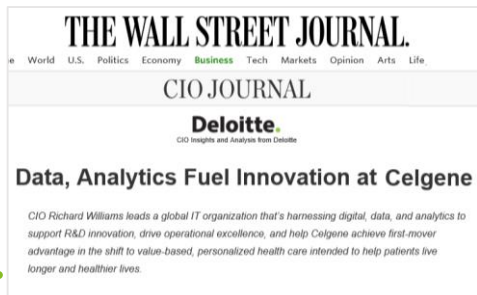 THE WALL STREET JOURNAL.
e World U.S. Politics Economy Business Tech Markets Opinion Arts Life
CIO JOURNAL
Deloitte.
CIO Insights and Analysis from Deloitte
Data, Analytics Fuel Innovation at Celgene
CIO Richard Williams leads a global IT organization that's harnessing digital, data, and analytics to
support R&D innovation, drive operational excellence, and help Celgene achieve first-mover
advantage in the shift to value-based, personalized health care intended to help patients live
longer and healthier lives.